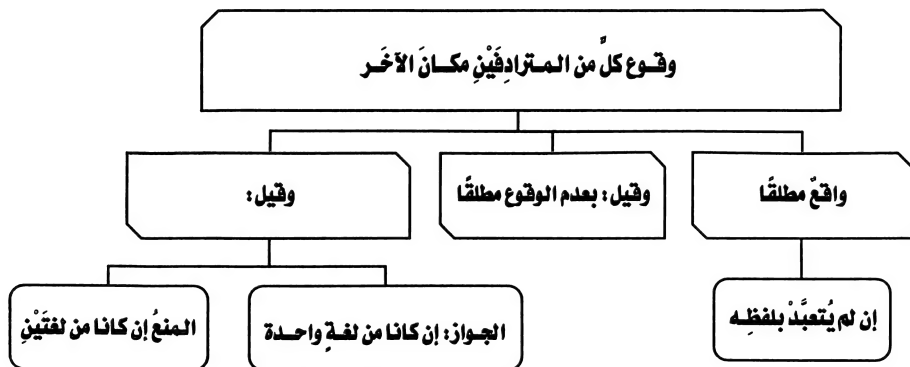 وقوع كلٍّ من المترادِفَيْنِ مكانَ الآخَر
واقعٌ مطلقًا
وقيل: بعدم الوقوع مطلقًا
وقيل:
إن لم يُتعبَّدْ بلفظِه
الجواز: إن كانا من لغةٍ واحدة
المنعُ إن كانا من لغتَيْنِ